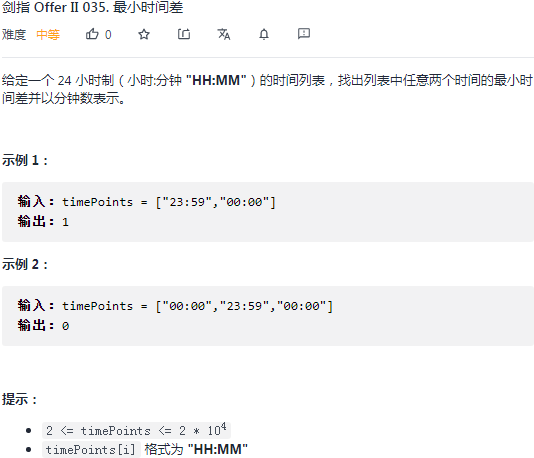 剑指 Offer II 035. 最小时间差
难度 中等 0
给定一个 24 小时制（小时:分钟 "HH:MM"）的时间列表，找出列表中任意两个时间的最小时
间差并以分钟数表示。
示例 1：
输入：timePoints = ["23:59","00:00"]
输出：1
示例 2：
输入：timePoints = ["00:00","23:59","00:00"]
输出：0
提示：
• 2 <= timePoints <= 2 * 10⁴
• timePoints[i] 格式为 "HH:MM"